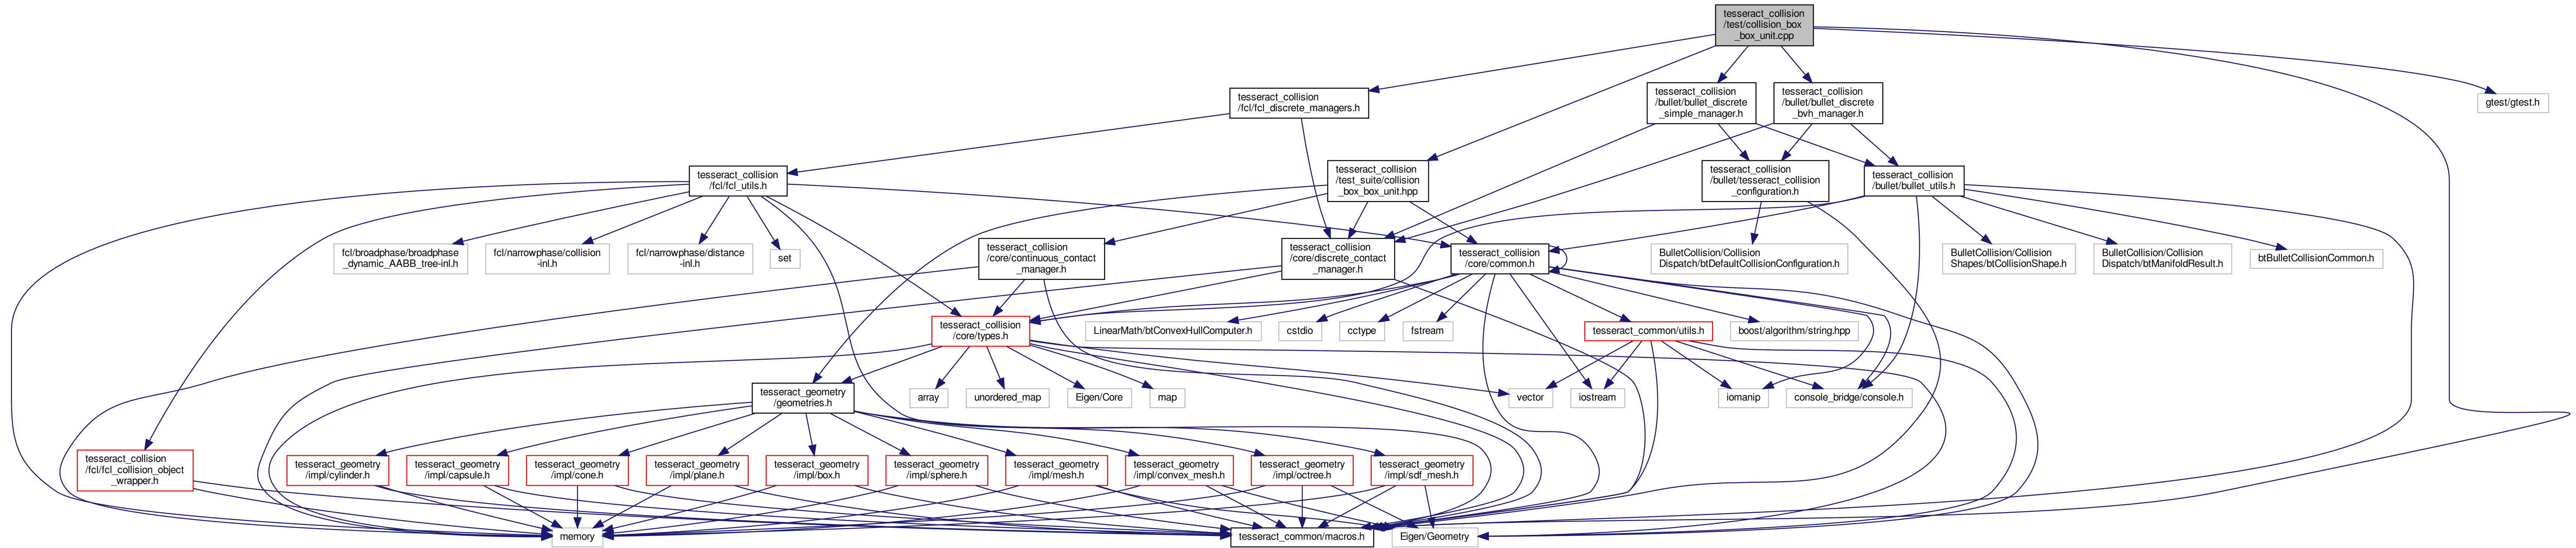 tesseract_collision
/test/collision_box
_box_unit.cpp
tesseract_collision
/fcl/fcl_discrete_managers.h
tesseract_collision
/bullet/bullet_discrete
_simple_manager.h
tesseract_collision
/bullet/bullet_discrete
_bvh_manager.h
gtest/gtest.h
tesseract_collision
/fcl/fcl_utils.h
tesseract_collision
/test_suite/collision
_box_box_unit.hpp
tesseract_collision
/bullet/tesseract_collision
_configuration.h
tesseract_collision
/bullet/bullet_utils.h
fcl/broadphase/broadphase
_dynamic_AABB_tree-inl.h
fcl/narrowphase/collision
-inl.h
fcl/narrowphase/distance
-inl.h
set
tesseract_collision
/core/continuous_contact
_manager.h
tesseract_collision
/core/discrete_contact
_manager.h
tesseract_collision
/core/common.h
BulletCollision/Collision
Dispatch/btDefaultCollisionConfiguration.h
BulletCollision/Collision
Shapes/btCollisionShape.h
BulletCollision/Collision
Dispatch/btManifoldResult.h
btBulletCollisionCommon.h
tesseract_collision
/core/types.h
LinearMath/btConvexHullComputer.h
cstdio
cctype
fstream
tesseract_common/utils.h
boost/algorithm/string.hpp
tesseract_geometry
/geometries.h
array
unordered_map
Eigen/Core
map
vector
iostream
iomanip
console_bridge/console.h
tesseract_collision
/fcl/fcl_collision_object
_wrapper.h
tesseract_geometry
/impl/cylinder.h
tesseract_geometry
/impl/capsule.h
tesseract_geometry
/impl/cone.h
tesseract_geometry
/impl/plane.h
tesseract_geometry
/impl/box.h
tesseract_geometry
/impl/sphere.h
tesseract_geometry
/impl/mesh.h
tesseract_geometry
/impl/convex_mesh.h
tesseract_geometry
/impl/octree.h
tesseract_geometry
/impl/sdf_mesh.h
memory
tesseract_common/macros.h
Eigen/Geometry